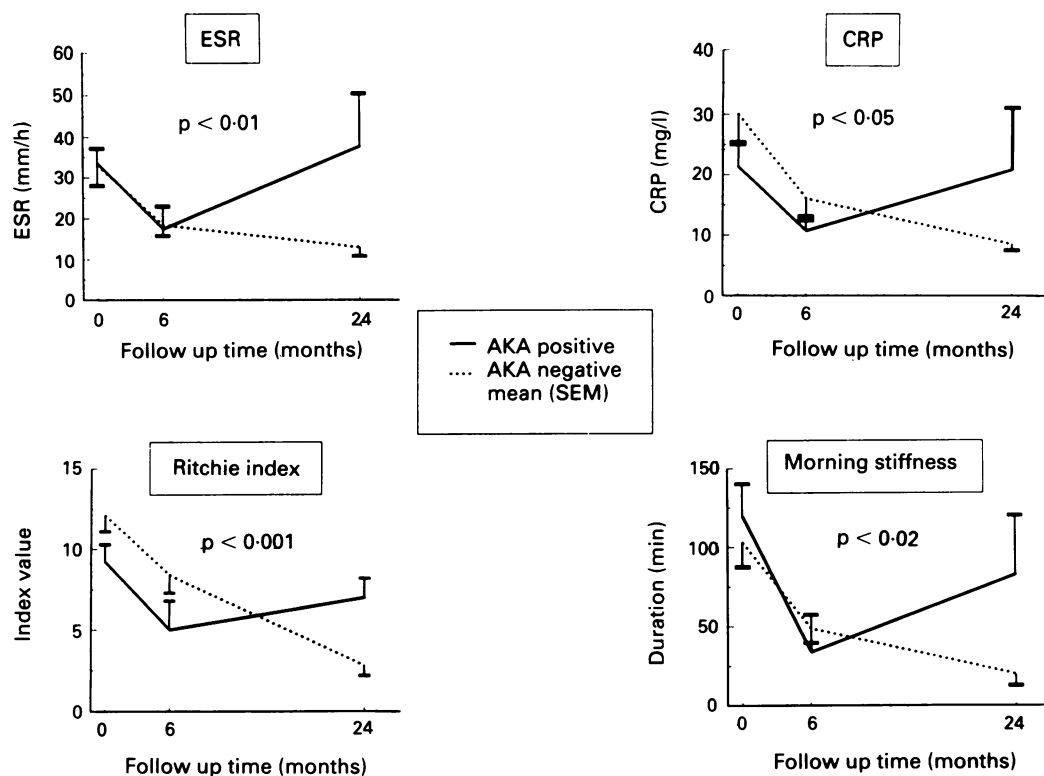 ESR
60
50
40
30
20
10
0
ESR (mm/h)
p < 0·01
0 6 24
Follow up time (months)
CRP
40
30
20
10
0
CRP (mg/l)
p < 0·05
0 6 24
Follow up time (months)
AKA positive
AKA negative
mean (SEM)
Ritchie index
15
10
5
0
Index value
p < 0·001
0 6 24
Follow up time (months)
Morning stiffness
150
100
50
0
Duration (min)
p < 0·02
0 6 24
Follow up time (months)